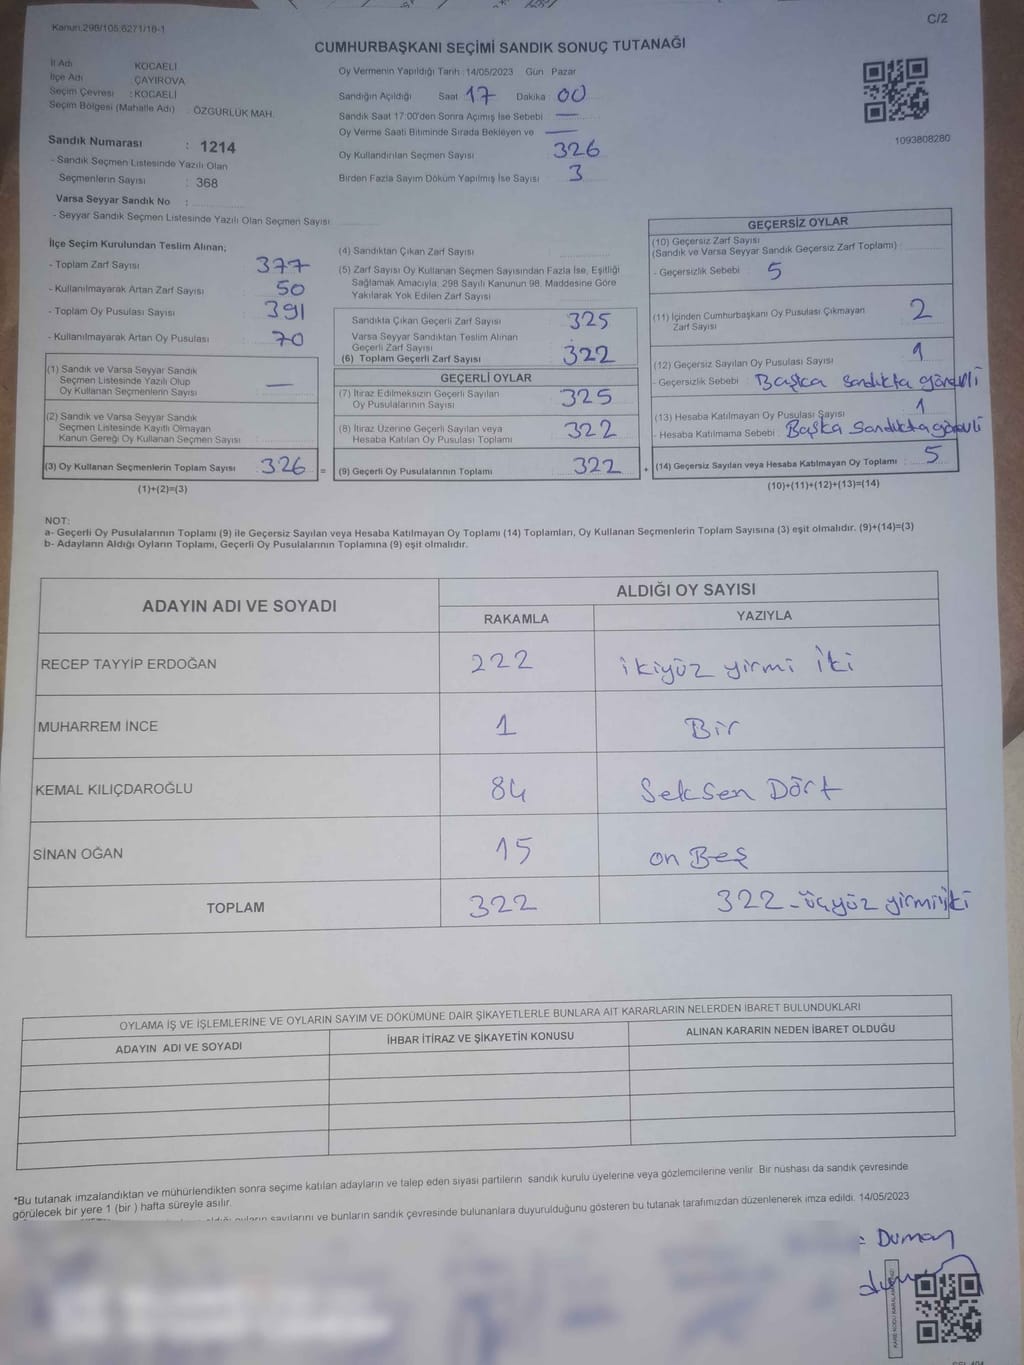 Kanun.298/105,6271/18-1
C/2
CUMHURBAŞKANI SEÇİMİ SANDIK SONUÇ TUTANAĞI
İl Adı KOCAELİ
İlçe Adı ÇAYIROVA
Seçim Çevresi : KOCAELİ
Seçim Bölgesi (Mahalle Adı) : ÖZGÜRLÜK MAH.
Sandık Numarası : 1214
- Sandık Seçmen Listesinde Yazılı Olan
Seçmenlerin Sayısı : 368
Varsa Seyyar Sandık No :
- Seyyar Sandık Seçmen Listesinde Yazılı Olan Seçmen Sayısı
Oy Vermenin Yapıldığı Tarih : 14/05/2023 Gün Pazar
Sandığın Açıldığı Saat 17 Dakika 00
Sandık Saat 17:00'den Sonra Açımış İse Sebebi —
Oy Verme Saati Bitiminde Sırada Bekleyen ve —
Oy Kullandırılan Seçmen Sayısı 326
Birden Fazla Sayım Döküm Yapılmış İse Sayısı 3
1093808280
İlçe Seçim Kurulundan Teslim Alınan;
- Toplam Zarf Sayısı 377
- Kullanılmayarak Artan Zarf Sayısı 50
- Toplam Oy Pusulası Sayısı 391
- Kullanılmayarak Artan Oy Pusulası 70
(1) Sandık ve Varsa Seyyar Sandık
Seçmen Listesinde Yazılı Olup
Oy Kullanan Seçmenlerin Sayısı —
(2) Sandık ve Varsa Seyyar Sandık
Seçmen Listesinde Kayıtlı Olmayan
Kanun Gereği Oy Kullanan Seçmen Sayısı
(3) Oy Kullanan Seçmenlerin Toplam Sayısı 326 =
(1)+(2)=(3)
(4) Sandıktan Çıkan Zarf Sayısı
(5) Zarf Sayısı Oy Kullanan Seçmen Sayısından Fazla İse, Eşitliği
Sağlamak Amacıyla, 298 Sayılı Kanunun 98. Maddesine Göre
Yakılarak Yok Edilen Zarf Sayısı
Sandıkta Çıkan Geçerli Zarf Sayısı 325
Varsa Seyyar Sandıktan Teslim Alınan
Geçerli Zarf Sayısı
(6) Toplam Geçerli Zarf Sayısı 322
GEÇERLİ OYLAR
(7) İtiraz Edilmeksizin Geçerli Sayılan
Oy Pusulalarının Sayısı 325
(8) İtiraz Üzerine Geçerli Sayılan veya
Hesaba Katılan Oy Pusulası Toplamı 322
(9) Geçerli Oy Pusulalarının Toplamı 322 +
GEÇERSİZ OYLAR
(10) Geçersiz Zarf Sayısı
(Sandık ve Varsa Seyyar Sandık Geçersiz Zarf Toplamı) :
- Geçersizlik Sebebi : 5
(11) İçinden Cumhurbaşkanı Oy Pusulası Çıkmayan
Zarf Sayısı 2
(12) Geçersiz Sayılan Oy Pusulası Sayısı 1
- Geçersizlik Sebebi : Başka sandıkta görevli
(13) Hesaba Katılmayan Oy Pusulası Sayısı 1
- Hesaba Katılmama Sebebi : Başka sandıkta görevli
(14) Geçersiz Sayılan veya Hesaba Katılmayan Oy Toplamı : 5
(10)+(11)+(12)+(13)=(14)
NOT:
a- Geçerli Oy Pusulalarının Toplamı (9) ile Geçersiz Sayılan veya Hesaba Katılmayan Oy Toplamı (14) Toplamları, Oy Kullanan Seçmenlerin Toplam Sayısına (3) eşit olmalıdır. (9)+(14)=(3)
b- Adayların Aldığı Oyların Toplamı, Geçerli Oy Pusulalarının Toplamına (9) eşit olmalıdır.
ADAYIN ADI VE SOYADI
ALDIĞI OY SAYISI
RAKAMLA YAZIYLA
RECEP TAYYİP ERDOĞAN 222 ikiyüz yirmi iki
MUHARREM İNCE 1 Bir
KEMAL KILIÇDAROĞLU 84 Seksen Dört
SİNAN OĞAN 15 on Beş
TOPLAM 322 322-üçyüz yirmiiki
OYLAMA İŞ VE İŞLEMLERİNE VE OYLARIN SAYIM VE DÖKÜMÜNE DAİR ŞİKAYETLERLE BUNLARA AİT KARARLARIN NELERDEN İBARET BULUNDUKLARI
ADAYIN ADI VE SOYADI İHBAR İTİRAZ VE ŞİKAYETİN KONUSU ALINAN KARARIN NEDEN İBARET OLDUĞU
*Bu tutanak imzalandıktan ve mühürlendikten sonra seçime katılan adayların ve talep eden siyasi partilerin sandık kurulu üyelerine veya gözlemcilerine verilir. Bir nüshası da sandık çevresinde
görülecek bir yere 1 (bir ) hafta süreyle asılır.
oyların sayılarını ve bunların sandık çevresinde bulunanlara duyurulduğunu gösteren bu tutanak tarafımızdan düzenlenerek imza edildi. 14/05/2023
: Duman